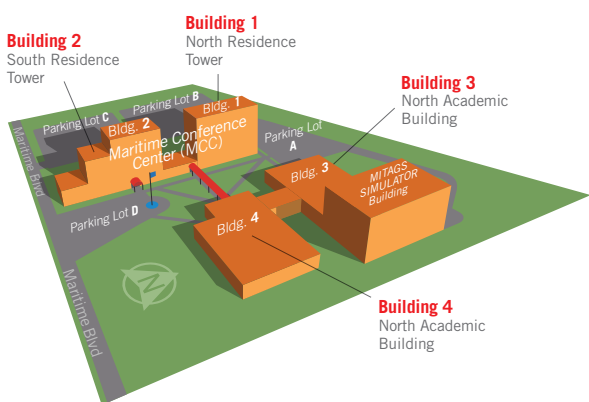 Building 1
North Residence
Tower
Building 2
South Residence
Tower
Building 3
North Academic
Building
Parking Lot B
Parking Lot C
Bldg. 1
Bldg. 2
Maritime Conference
Center (MCC)
Parking Lot
A
Maritime Blvd
Bldg. 3
MITAGS
SIMULATOR
Building
Parking Lot D
Bldg. 4
N
Maritime Blvd
Building 4
North Academic
Building